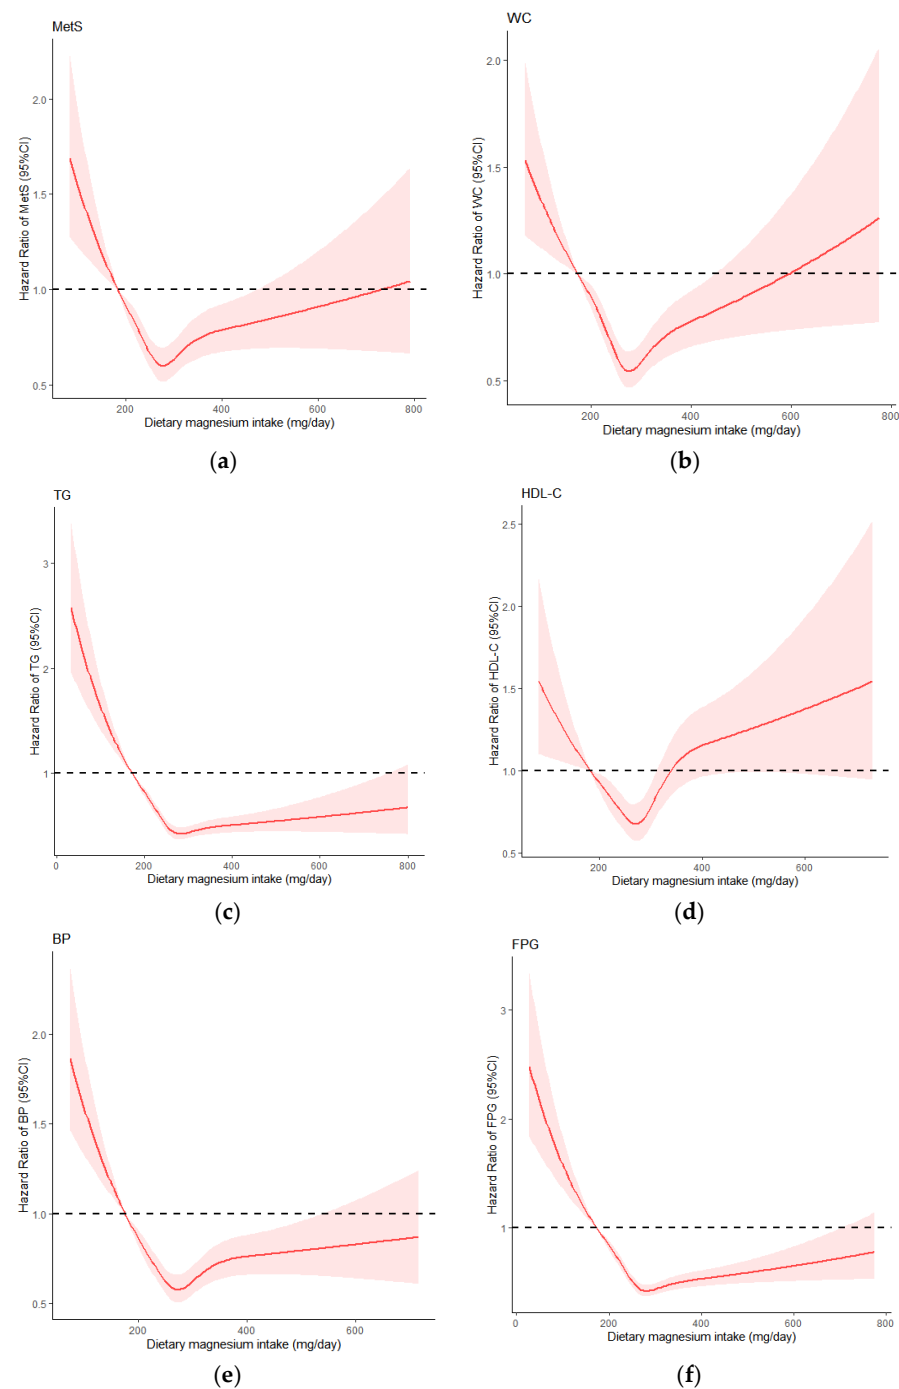 MetS
Hazard Ratio of MetS (95%CI)
2.0
1.5
1.0
0.5
200
400
600
800
Dietary magnesium intake (mg/day)
(a)
WC
Hazard Ratio of WC (95%CI)
2.0
1.5
1.0
0.5
200
400
600
800
Dietary magnesium intake (mg/day)
(b)
TG
Hazard Ratio of TG (95%CI)
3
2
1
0
200
400
600
800
Dietary magnesium intake (mg/day)
(c)
HDL-C
Hazard Ratio of HDL-C (95%CI)
2.5
2.0
1.5
1.0
0.5
200
400
600
Dietary magnesium intake (mg/day)
(d)
BP
Hazard Ratio of BP (95%CI)
2.0
1.5
1.0
0.5
200
400
600
Dietary magnesium intake (mg/day)
(e)
FPG
Hazard Ratio of FPG (95%CI)
3
2
1
0
200
400
600
800
Dietary magnesium intake (mg/day)
(f)